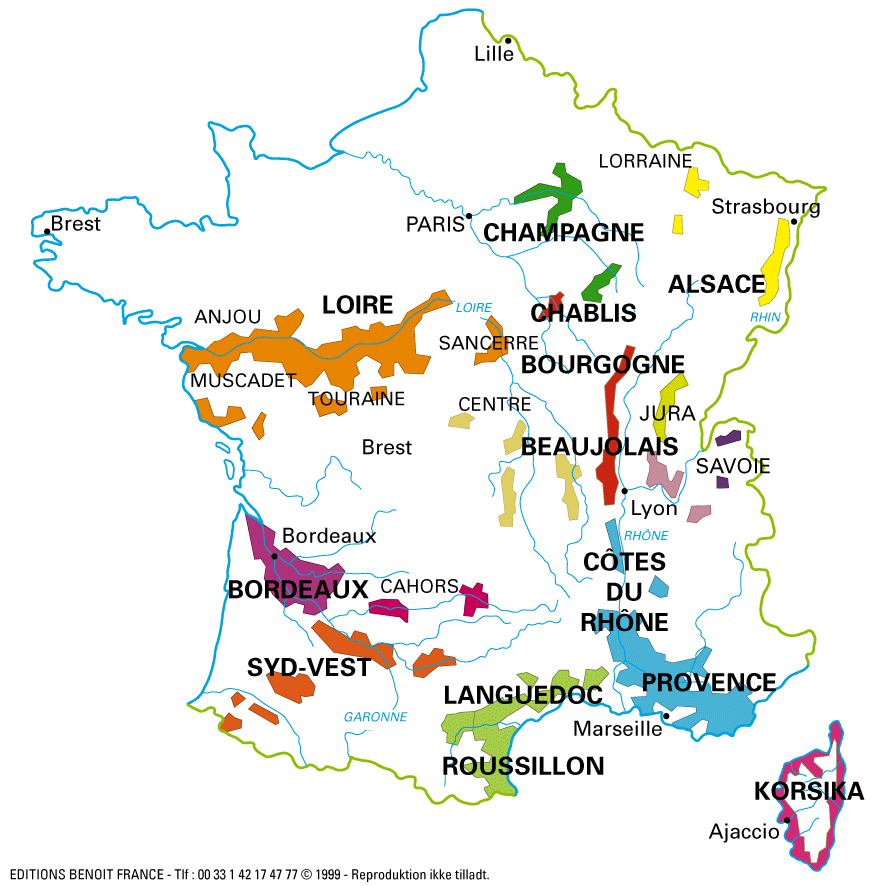 Lille
LORRAINE
Strasbourg
PARIS
CHAMPAGNE
Brest
ALSACE
LOIRE
LOIRE
CHABLIS
ANJOU
RHIN
SANCERRE
BOURGOGNE
MUSCADET
TOURAINE
CENTRE
JURA
Brest
BEAUJOLAIS
SAVOIE
Lyon
Bordeaux
RHÔNE
CÔTES
DU
RHÔNE
BORDEAUX
CAHORS
SYD-VEST
LANGUEDOC
PROVENCE
GARONNE
Marseille
ROUSSILLON
KORSIKA
Ajaccio
EDITIONS BENOIT FRANCE - Tlf : 00 33 1 42 17 47 77 © 1999 - Reproduktion ikke tilladt.